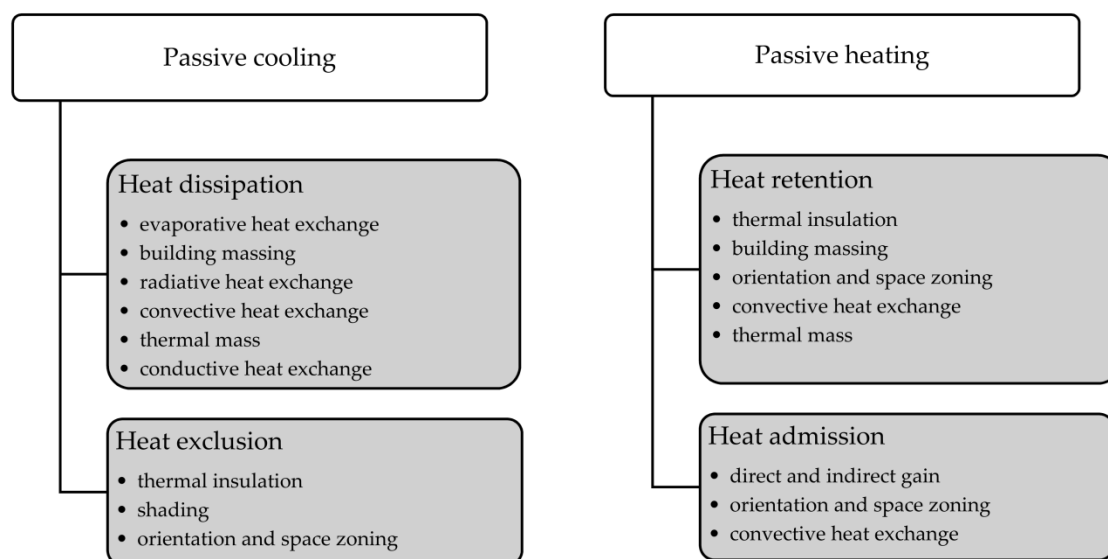 Passive cooling
Heat dissipation
• evaporative heat exchange
• building massing
• radiative heat exchange
• convective heat exchange
• thermal mass
• conductive heat exchange
Heat exclusion
• thermal insulation
• shading
• orientation and space zoning
Passive heating
Heat retention
• thermal insulation
• building massing
• orientation and space zoning
• convective heat exchange
• thermal mass
Heat admission
• direct and indirect gain
• orientation and space zoning
• convective heat exchange